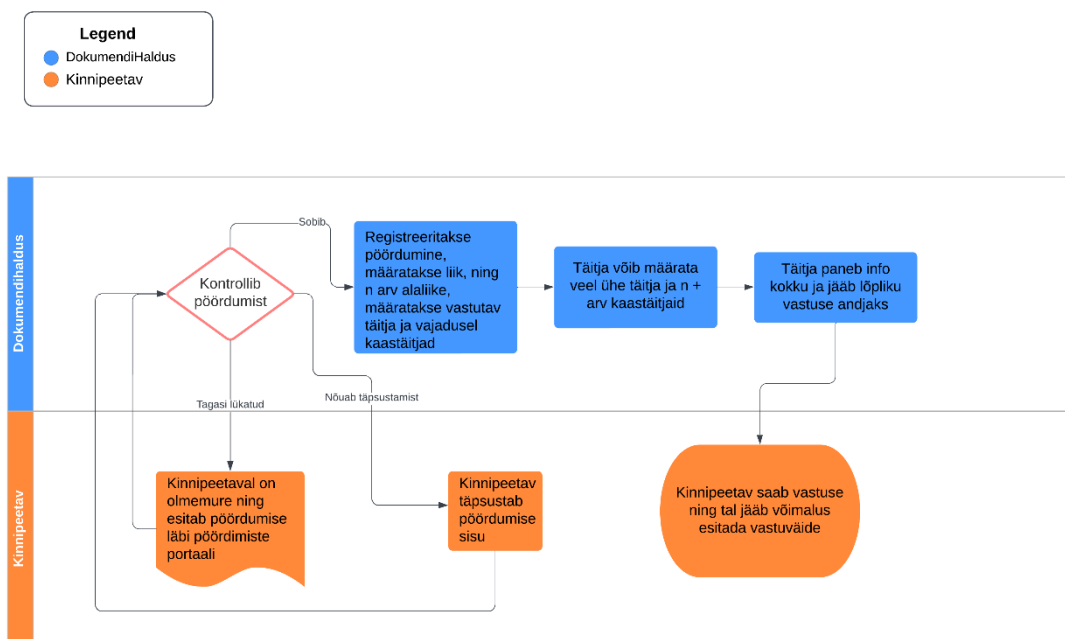 Legend
DokumendiHaldus
Kinnipeetav
Dokumendihaldus
Sobib
Kontrollib
pöördumist
Registreeritakse
pöördumine,
määratakse liik, ning
n arv alaliike,
määratakse vastutav
täitja ja vajadusel
kaastäitjad
Täitja võib määrata
veel ühe täitja ja n +
arv kaastäitjaid
Täitja paneb info
kokku ja jääb lõpliku
vastuse andjaks
Tagasi lükatud
Nõuab täpsustamist
Kinnipeetav
Kinnipeetaval on
olmemure ning
esitab pöördumise
läbi pöördimiste
portaali
Kinnipeetav
täpsustab
pöördumise
sisu
Kinnipeetav saab vastuse
ning tal jääb võimalus
esitada vastuväide